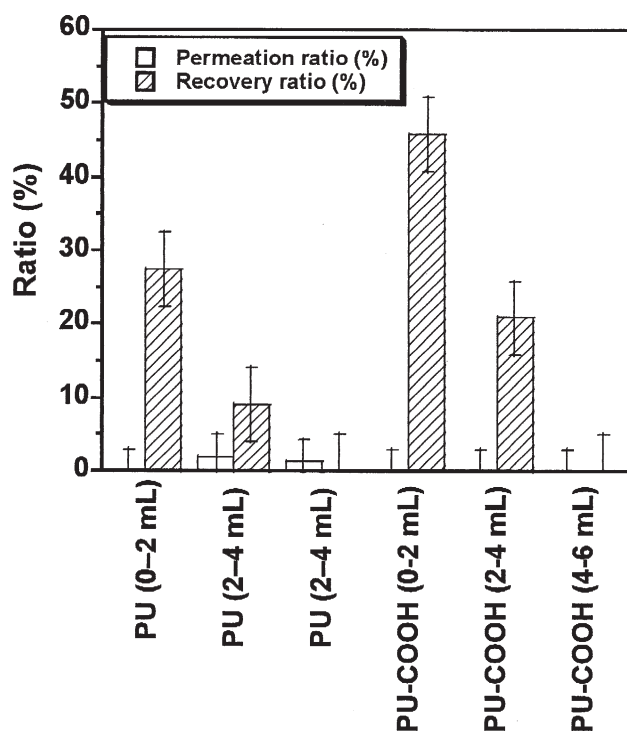 60
50
40
30
20
10
0
Ratio (%)
Permeation ratio (%)
Recovery ratio (%)
PU (0–2 mL)
PU (2–4 mL)
PU (2–4 mL)
PU-COOH (0-2 mL)
PU-COOH (2-4 mL)
PU-COOH (4-6 mL)